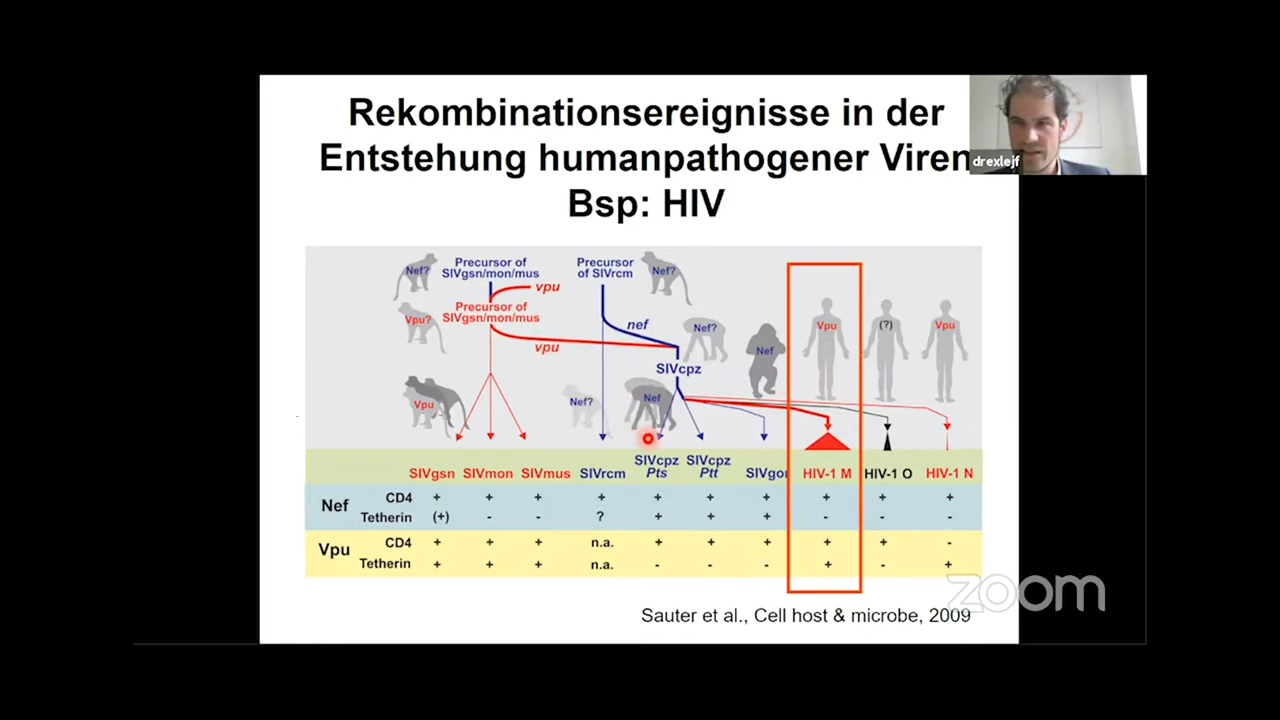 Rekombinationsereignisse in der
Entstehung humanpathogener Viren
Bsp: HIV
drexlejf
Nef?
Precursor of
SIVgsn/mon/mus
Precursor
of SIVrcm
Nef?
vpu
Vpu?
Precursor of
SIVgsn/mon/mus
nef
Nef?
vpu
Vpu
(?)
Vpu
Nef
SIVcpz
Vpu
Nef?
Nef
SIVgsn SIVmon SIVmus SIVrcm SIVcpz Pts SIVcpz Ptt SIVgor HIV-1 M HIV-1 O HIV-1 N
Nef
CD4 + + + + + + + + + +
Tetherin (+) - - ? + + + - - -
Vpu
CD4 + + + n.a. + + + + + -
Tetherin + + + n.a. - - - + - +
zoom
Sauter et al., Cell host & microbe, 2009